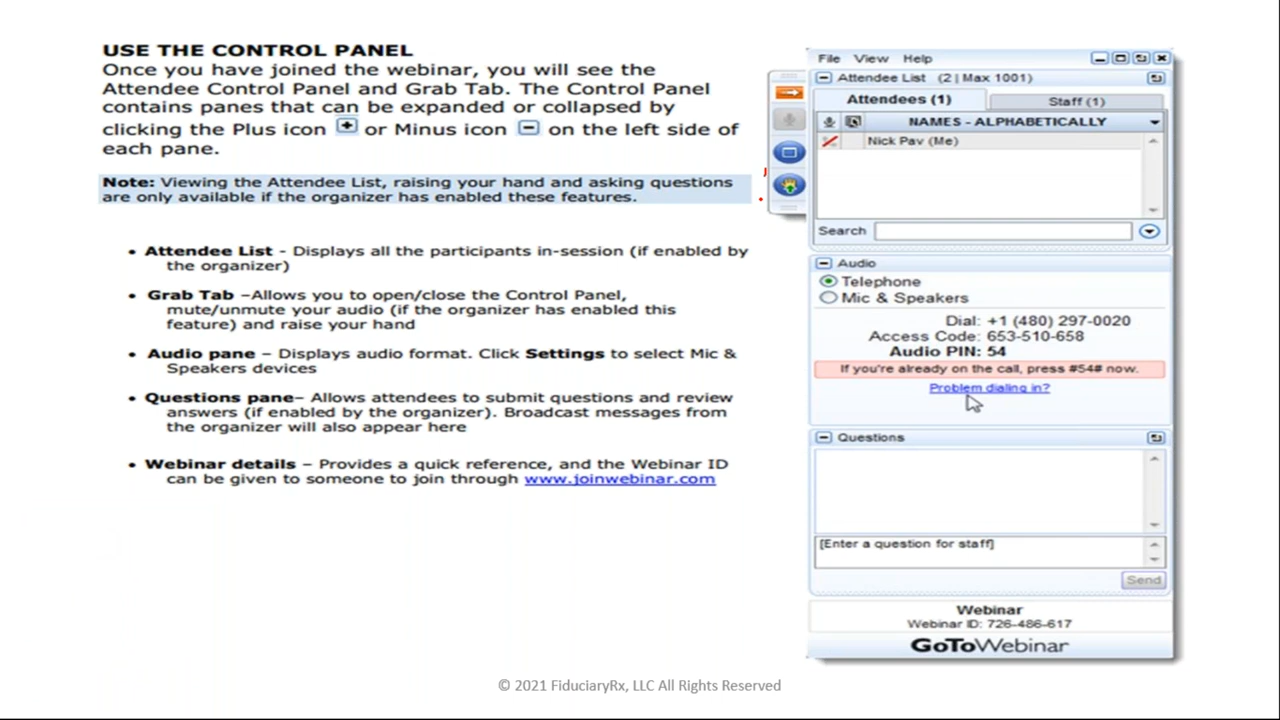 USE THE CONTROL PANEL
Once you have joined the webinar, you will see the
Attendee Control Panel and Grab Tab. The Control Panel
contains panes that can be expanded or collapsed by
clicking the Plus icon or Minus icon on the left side of
each pane.
Note: Viewing the Attendee List, raising your hand and asking questions
are only available if the organizer has enabled these features.
• Attendee List - Displays all the participants in-session (if enabled by
the organizer)
• Grab Tab –Allows you to open/close the Control Panel,
mute/unmute your audio (if the organizer has enabled this
feature) and raise your hand
• Audio pane – Displays audio format. Click Settings to select Mic &
Speakers devices
• Questions pane– Allows attendees to submit questions and review
answers (if enabled by the organizer). Broadcast messages from
the organizer will also appear here
• Webinar details – Provides a quick reference, and the Webinar ID
can be given to someone to join through www.joinwebinar.com
File View Help
Attendee List (2 | Max 1001)
Attendees (1) Staff (1)
NAMES - ALPHABETICALLY
Nick Pav (Me)
Search
Audio
Telephone
Mic & Speakers
Dial: +1 (480) 297-0020
Access Code: 653-510-658
Audio PIN: 54
If you're already on the call, press #54# now.
Problem dialing in?
Questions
[Enter a question for staff]
Send
Webinar
Webinar ID: 726-486-617
GoToWebinar
© 2021 FiduciaryRx, LLC All Rights Reserved